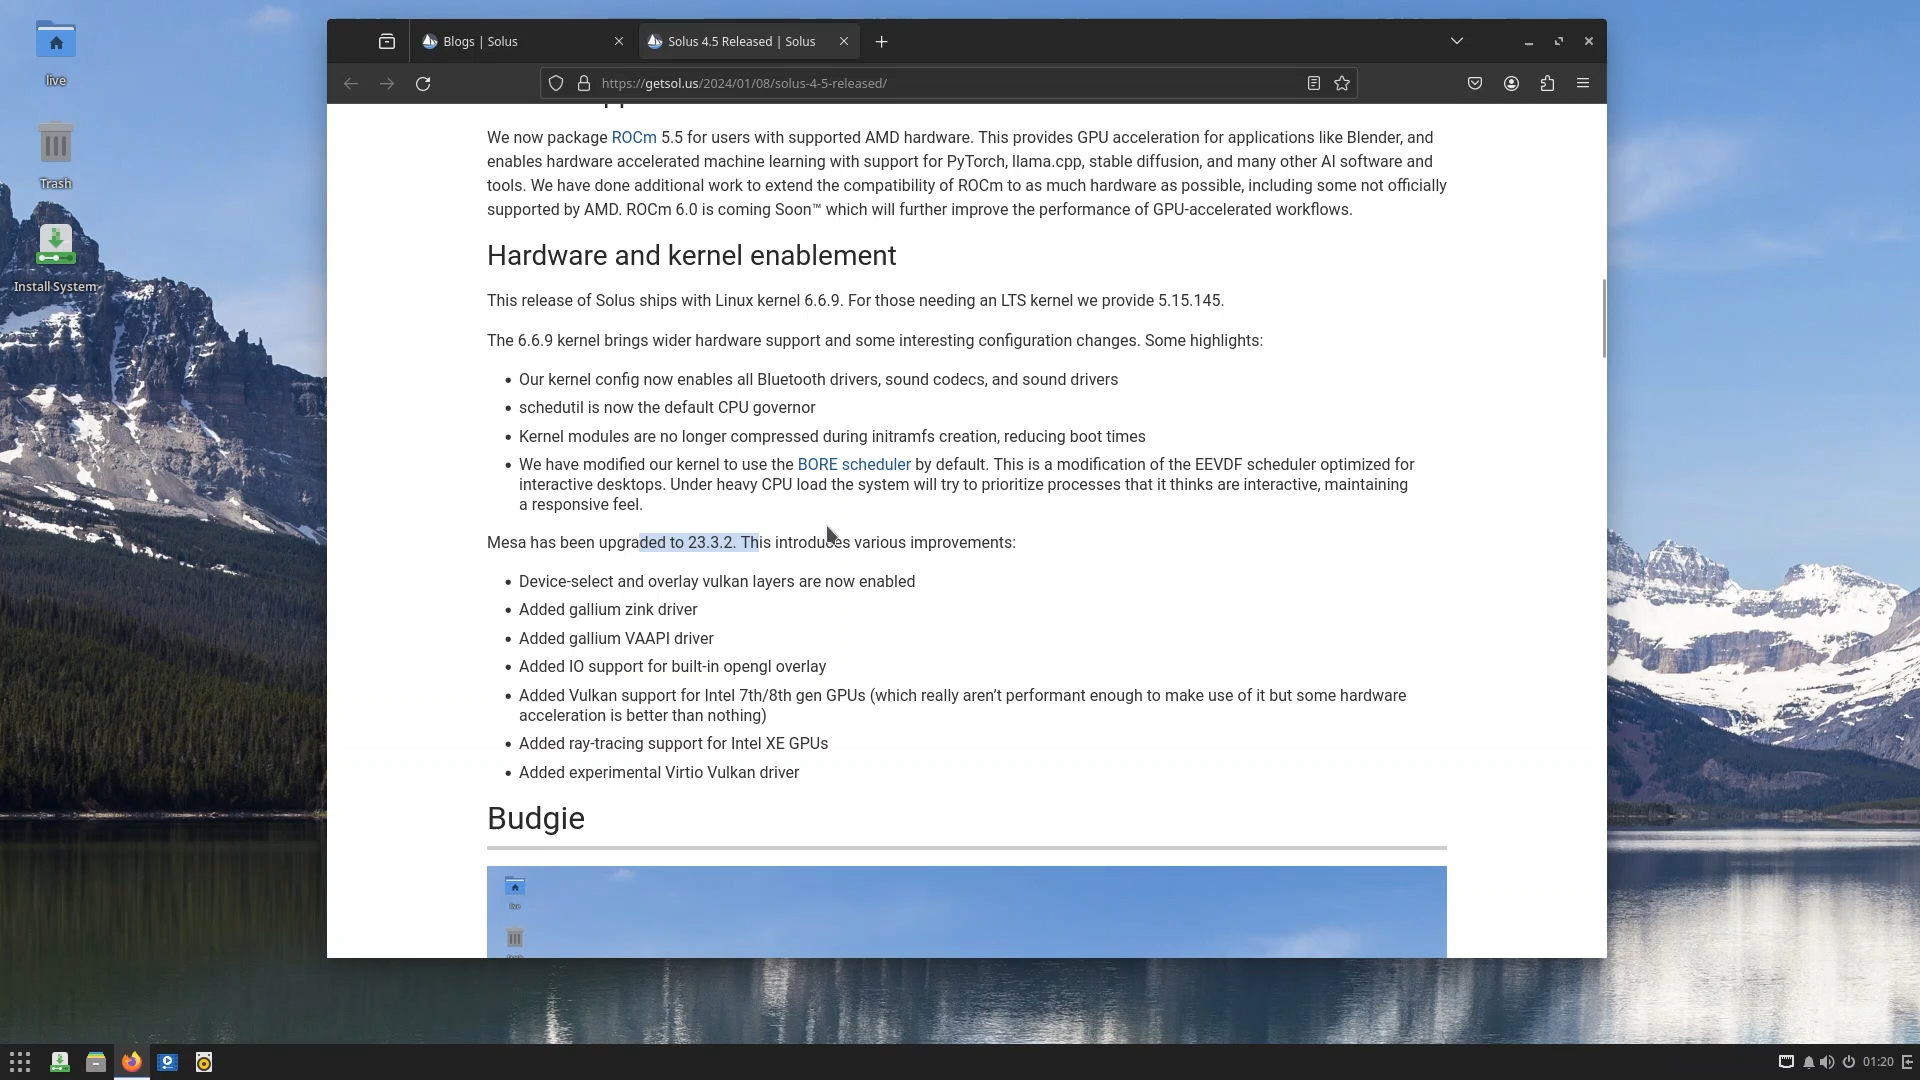 live
Trash
Install System
Blogs | Solus
Solus 4.5 Released | Solus
https://getsol.us/2024/01/08/solus-4-5-released/
We now package ROCm 5.5 for users with supported AMD hardware. This provides GPU acceleration for applications like Blender, and
enables hardware accelerated machine learning with support for PyTorch, llama.cpp, stable diffusion, and many other AI software and
tools. We have done additional work to extend the compatibility of ROCm to as much hardware as possible, including some not officially
supported by AMD. ROCm 6.0 is coming Soon™ which will further improve the performance of GPU-accelerated workflows.
Hardware and kernel enablement
This release of Solus ships with Linux kernel 6.6.9. For those needing an LTS kernel we provide 5.15.145.
The 6.6.9 kernel brings wider hardware support and some interesting configuration changes. Some highlights:
• Our kernel config now enables all Bluetooth drivers, sound codecs, and sound drivers
• schedutil is now the default CPU governor
• Kernel modules are no longer compressed during initramfs creation, reducing boot times
• We have modified our kernel to use the BORE scheduler by default. This is a modification of the EEVDF scheduler optimized for
interactive desktops. Under heavy CPU load the system will try to prioritize processes that it thinks are interactive, maintaining
a responsive feel.
Mesa has been upgraded to 23.3.2. This introduces various improvements:
• Device-select and overlay vulkan layers are now enabled
• Added gallium zink driver
• Added gallium VAAPI driver
• Added IO support for built-in opengl overlay
• Added Vulkan support for Intel 7th/8th gen GPUs (which really aren’t performant enough to make use of it but some hardware
acceleration is better than nothing)
• Added ray-tracing support for Intel XE GPUs
• Added experimental Virtio Vulkan driver
Budgie
live
01:20